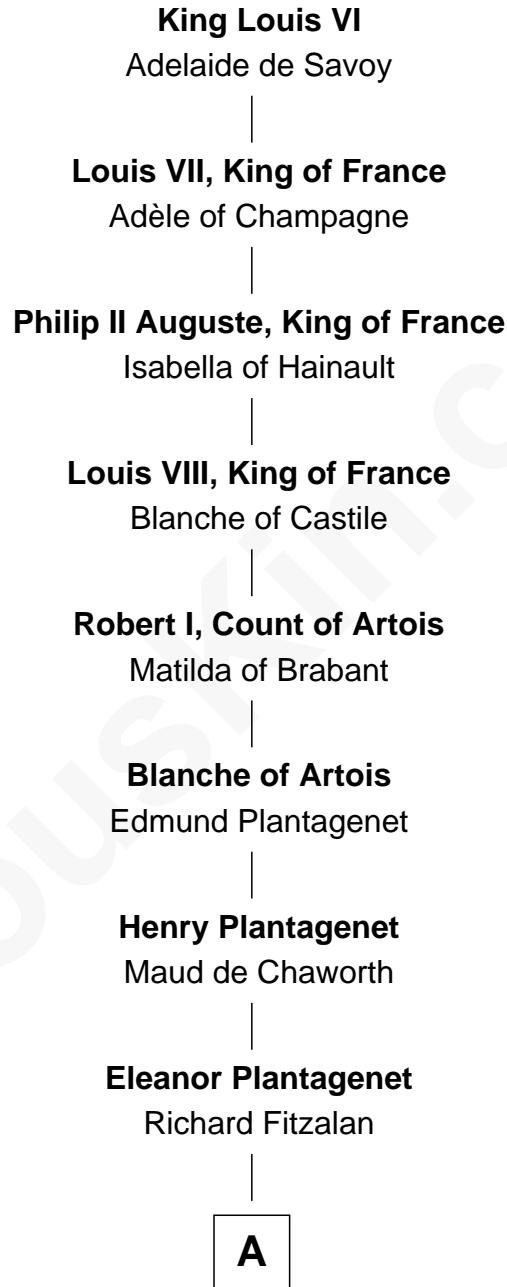 King Louis VI
Adelaide de Savoy
Louis VII, King of France
Adèle of Champagne
Philip II Auguste, King of France
Isabella of Hainault
Louis VIII, King of France
Blanche of Castile
Robert I, Count of Artois
Matilda of Brabant
Blanche of Artois
Edmund Plantagenet
Henry Plantagenet
Maud de Chaworth
Eleanor Plantagenet
Richard Fitzalan
A